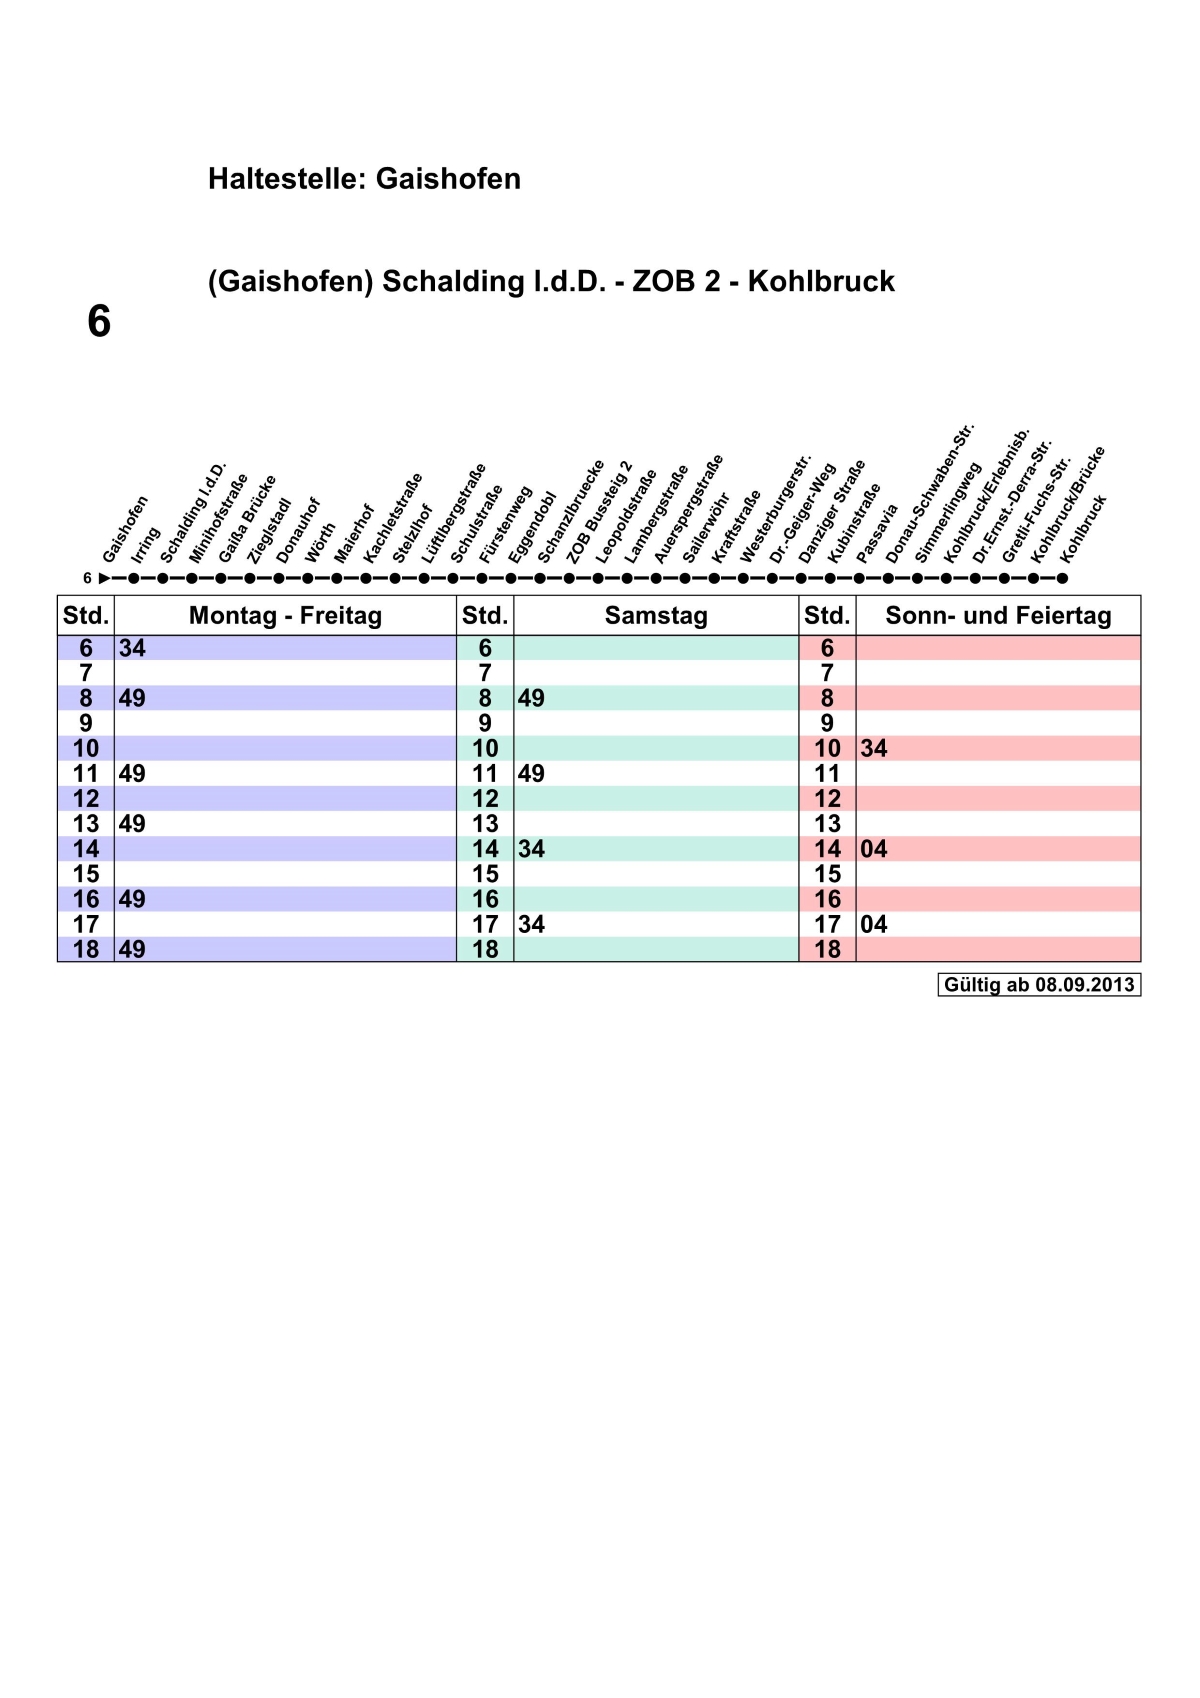 Haltestelle: Gaishofen
(Gaishofen) Schalding l.d.D. - ZOB 2 - Kohlbruck
6
Gaishofen
Irring
Schalding l.d.D.
Minihofstraße
Gaißa Brücke
Zieglstadl
Donauhof
Wörth
Maierhof
Kachletstraße
Stelzlhof
Lüftlbergstraße
Schulstraße
Fürstenweg
Eggendobl
Schanzlbruecke
ZOB Bussteig 2
Leopoldstraße
Lambergstraße
Auerspergstraße
Sailerwöhr
Kraftstraße
Westerburgerstr.
Dr.-Geiger-Weg
Danziger Straße
Kubinstraße
Passavia
Donau-Schwaben-Str.
Simmerlingweg
Kohlbruck/Erlebnisb.
Dr.Ernst.-Derra-Str.
Gretli-Fuchs-Str.
Kohlbruck/Brücke
Kohlbruck
6
Std. Montag - Freitag Std. Samstag Std. Sonn- und Feiertag
6 34 6 6
7 7 7
8 49 8 49 8
9 9 9
10 10 10 34
11 49 11 49 11
12 12 12
13 49 13 13
14 14 34 14 04
15 15 15
16 49 16 16
17 17 34 17 04
18 49 18 18
Gültig ab 08.09.2013